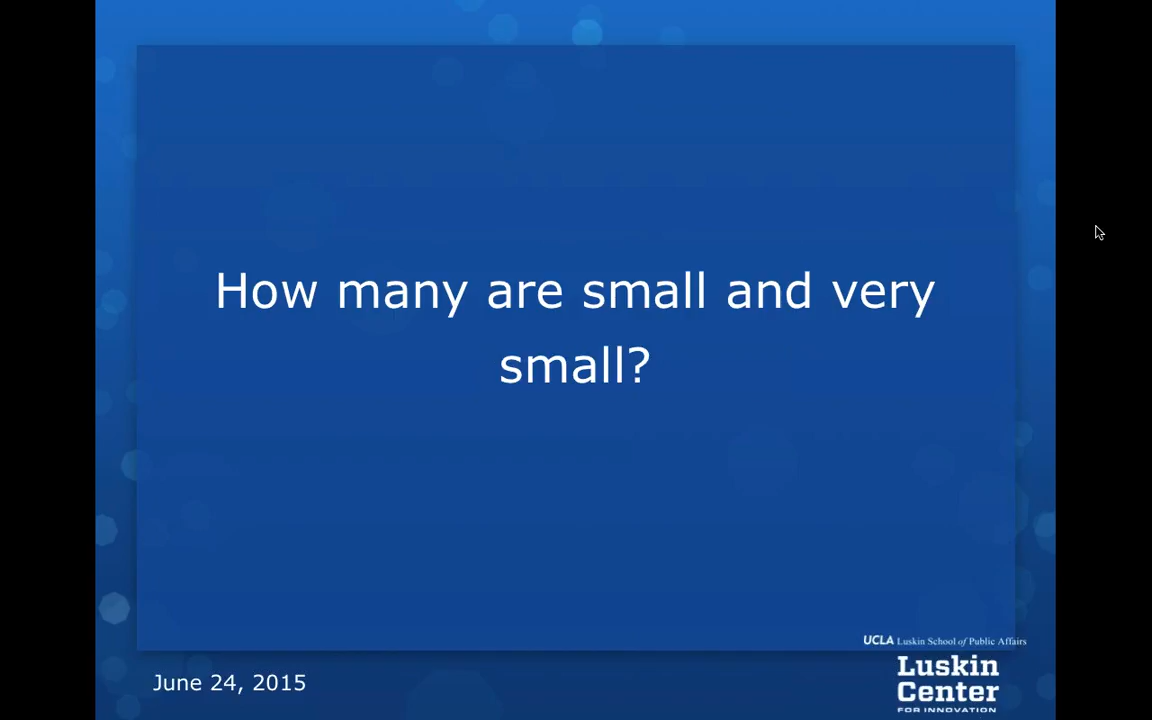 How many are small and very
small?
UCLA Luskin School of Public Affairs
Luskin
Center
FOR INNOVATION
June 24, 2015